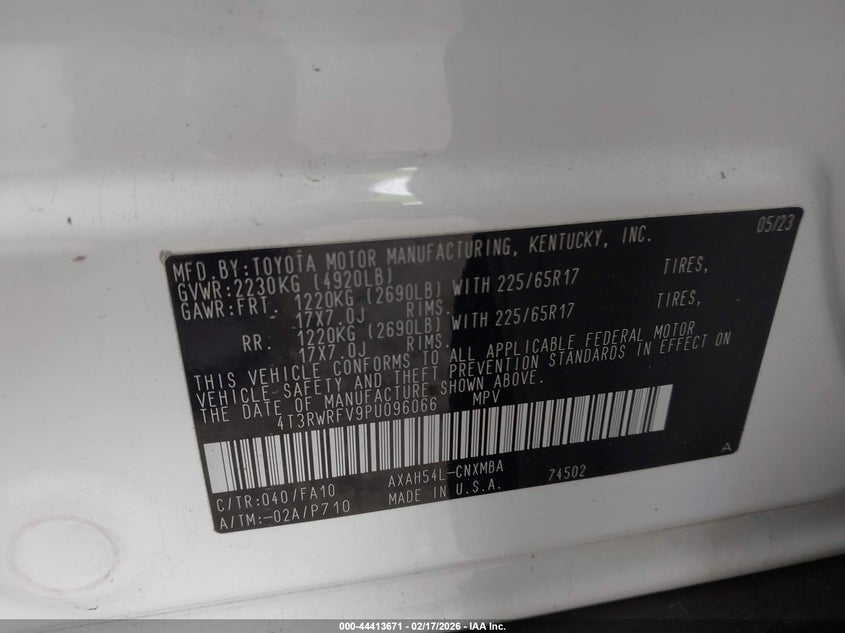 05/23
MFD.BY:TOYOTA MOTOR MANUFACTURING, KENTUCKY, INC.
GVWR:2230KG (4920LB)
GAWR:FRT. 1220KG (2690LB) WITH 225/65R17 TIRES,
17X7.0J RIMS.
RR. 1220KG (2690LB) WITH 225/65R17 TIRES,
17X7.0J RIMS.
THIS VEHICLE CONFORMS TO ALL APPLICABLE FEDERAL MOTOR
VEHICLE-SAFETY AND THEFT PREVENTION STANDARDS IN EFFECT ON
THE DATE OF MANUFACTURE SHOWN ABOVE.
4T3RWRFV9PU096066 MPV
C/TR:040/FA10 AXAH54L-CNXMBA 74502
A/TM:-02A/P710 MADE IN U.S.A. A
000-44413671 - 02/17/2026 - IAA Inc.